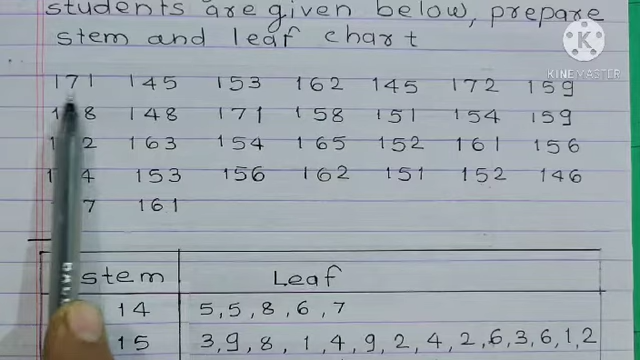 students are given below, prepare
stem and leaf chart
171 145 153 162 145 172 159
148 171 158 151 154 159
163 154 165 152 161 156
153 156 162 151 152 146
161
stem Leaf
14 5, 5, 8, 6, 7
15 3, 9, 8, 1, 4, 9, 2, 4, 2, 6, 3, 6, 1, 2
KINEMASTER